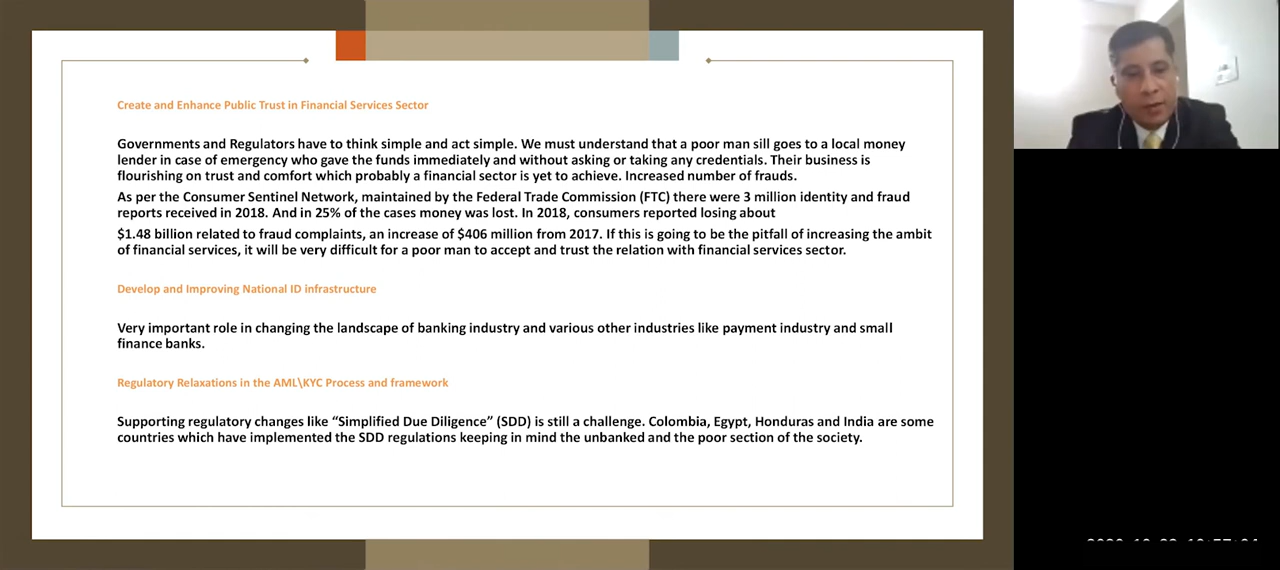 Create and Enhance Public Trust in Financial Services Sector
Governments and Regulators have to think simple and act simple. We must understand that a poor man sill goes to a local money
lender in case of emergency who gave the funds immediately and without asking or taking any credentials. Their business is
flourishing on trust and comfort which probably a financial sector is yet to achieve. Increased number of frauds.
As per the Consumer Sentinel Network, maintained by the Federal Trade Commission (FTC) there were 3 million identity and fraud
reports received in 2018. And in 25% of the cases money was lost. In 2018, consumers reported losing about
$1.48 billion related to fraud complaints, an increase of $406 million from 2017. If this is going to be the pitfall of increasing the ambit
of financial services, it will be very difficult for a poor man to accept and trust the relation with financial services sector.
Develop and Improving National ID infrastructure
Very important role in changing the landscape of banking industry and various other industries like payment industry and small
finance banks.
Regulatory Relaxations in the AML\KYC Process and framework
Supporting regulatory changes like “Simplified Due Diligence” (SDD) is still a challenge. Colombia, Egypt, Honduras and India are some
countries which have implemented the SDD regulations keeping in mind the unbanked and the poor section of the society.